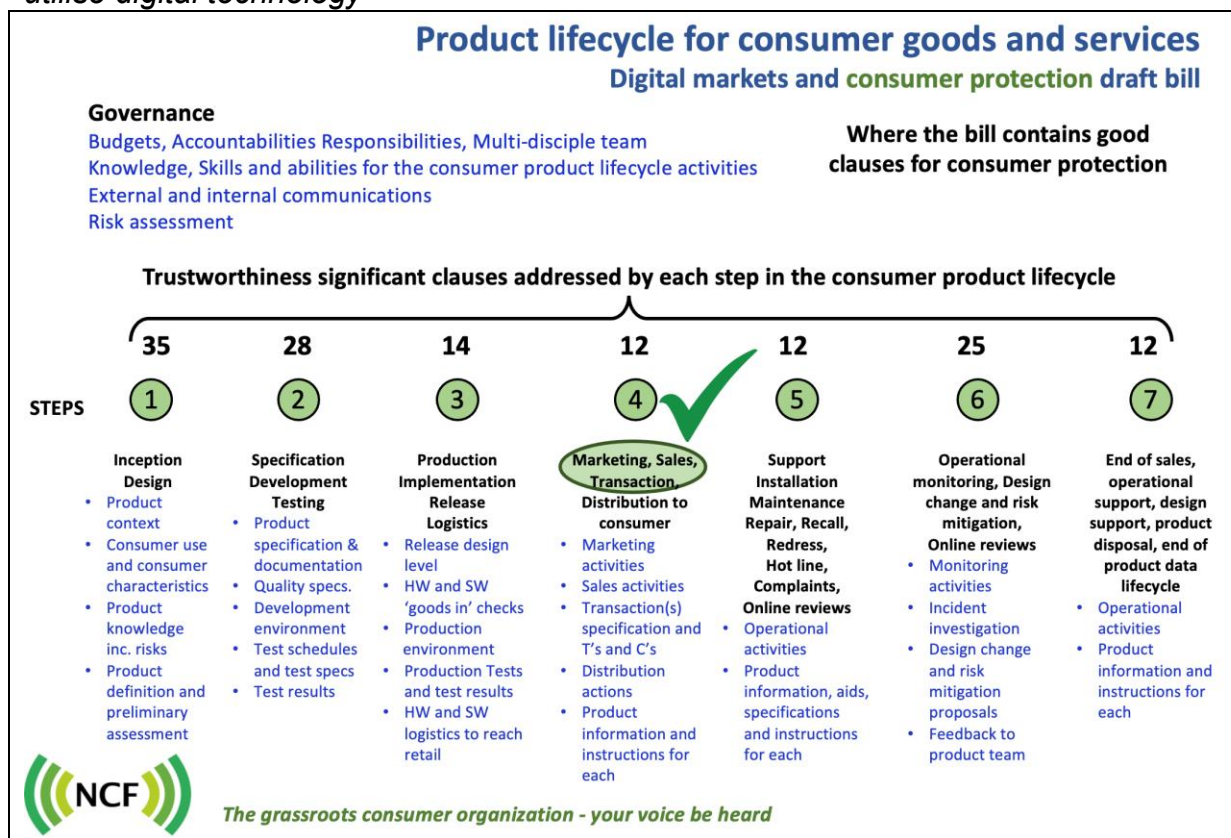 utilise digital technology
Product lifecycle for consumer goods and services
Digital markets and consumer protection draft bill
Governance
Budgets, Accountabilities Responsibilities, Multi-disciple team
Knowledge, Skills and abilities for the consumer product lifecycle activities
External and internal communications
Risk assessment
Where the bill contains good
clauses for consumer protection
Trustworthiness significant clauses addressed by each step in the consumer product lifecycle
35 28 14 12 12 25 12
STEPS 1 2 3 4 5 6 7
Inception
Design
• Product
context
• Consumer use
and consumer
characteristics
• Product
knowledge
inc. risks
• Product
definition and
preliminary
assessment
Specification
Development
Testing
• Product
specification &
documentation
• Quality specs.
• Development
environment
• Test schedules
and test specs
• Test results
Production
Implementation
Release
Logistics
• Release design
level
• HW and SW
‘goods in’ checks
• Production
environment
• Production Tests
and test results
• HW and SW
logistics to reach
retail
Marketing, Sales,
Transaction,
Distribution to
consumer
• Marketing
activities
• Sales activities
• Transaction(s)
specification and
T’s and C’s
• Distribution
actions
• Product
information and
instructions for
each
Support
Installation
Maintenance
Repair, Recall,
Redress,
Hot line,
Complaints,
Online reviews
• Operational
activities
• Product
information, aids,
specifications
and instructions
for each
Operational
monitoring, Design
change and risk
mitigation,
Online reviews
• Monitoring
activities
• Incident
investigation
• Design change
and risk
mitigation
proposals
• Feedback to
product team
End of sales,
operational
support, design
support, product
disposal, end of
product data
lifecycle
• Operational
activities
• Product
information and
instructions for
each
NCF
The grassroots consumer organization - your voice be heard